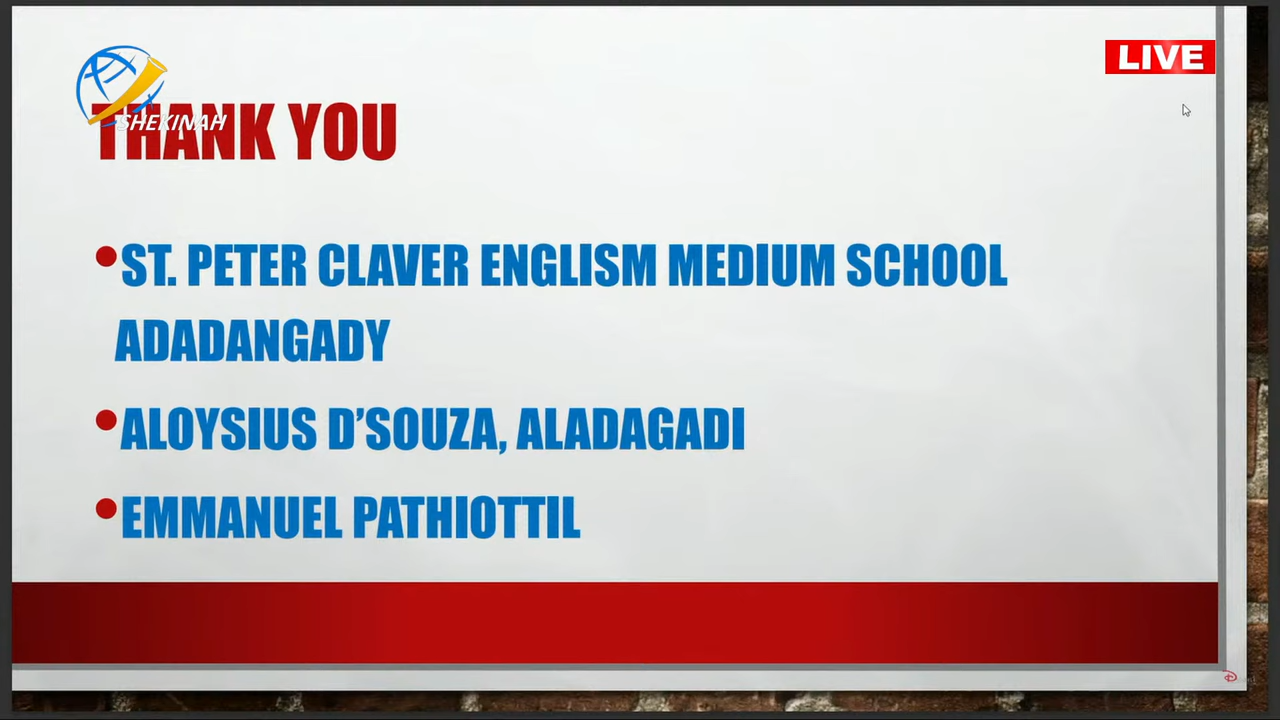 LIVE
SHEKINAH
THANK YOU
•ST. PETER CLAVER ENGLISM MEDIUM SCHOOL
ADADANGADY
•ALOYSIUS D’SOUZA, ALADAGADI
•EMMANUEL PATHIOTTIL